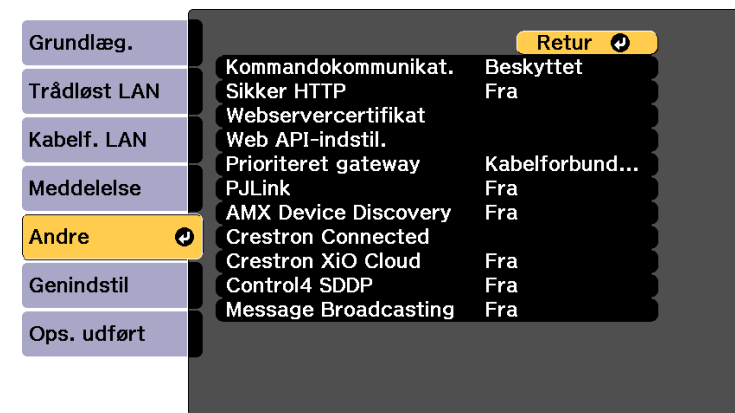 Grundlæg.
Trådløst LAN
Kabelf. LAN
Meddelelse
Andre
Genindstil
Ops. udført
Retur
Kommandokommunikat. Beskyttet
Sikker HTTP Fra
Webservercertifikat
Web API-indstil.
Prioriteret gateway Kabelforbund...
PJLink Fra
AMX Device Discovery Fra
Crestron Connected
Crestron XiO Cloud Fra
Control4 SDDP Fra
Message Broadcasting Fra